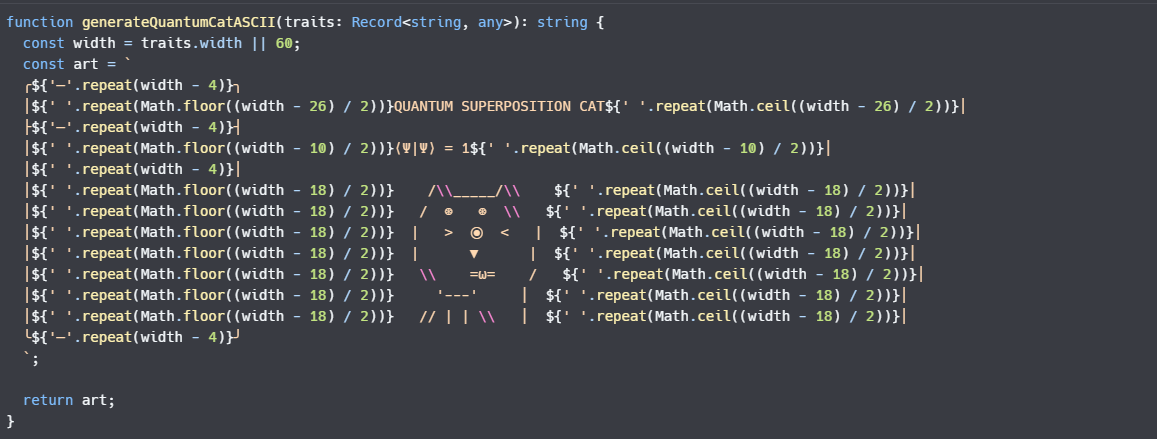 function generateQuantumCatASCII(traits: Record<string, any>): string {
  const width = traits.width || 60;
  const art = `
  ╭${'─'.repeat(width - 4)}╮
  │${' '.repeat(Math.floor((width - 26) / 2))}QUANTUM SUPERPOSITION CAT${' '.repeat(Math.ceil((width - 26) / 2))}│
  ├${'─'.repeat(width - 4)}┤
  │${' '.repeat(Math.floor((width - 10) / 2))}⟨Ψ|Ψ⟩ = 1${' '.repeat(Math.ceil((width - 10) / 2))}│
  │${' '.repeat(width - 4)}│
  │${' '.repeat(Math.floor((width - 18) / 2))}    /\\_____/\\    ${' '.repeat(Math.ceil((width - 18) / 2))}│
  │${' '.repeat(Math.floor((width - 18) / 2))}   /  ⊛   ⊛  \\   ${' '.repeat(Math.ceil((width - 18) / 2))}│
  │${' '.repeat(Math.floor((width - 18) / 2))}  |   >  ◉  <   |  ${' '.repeat(Math.ceil((width - 18) / 2))}│
  │${' '.repeat(Math.floor((width - 18) / 2))}  |      ▼      |  ${' '.repeat(Math.ceil((width - 18) / 2))}│
  │${' '.repeat(Math.floor((width - 18) / 2))}   \\    =ω=    /   ${' '.repeat(Math.ceil((width - 18) / 2))}│
  │${' '.repeat(Math.floor((width - 18) / 2))}     '---'     │  ${' '.repeat(Math.ceil((width - 18) / 2))}│
  │${' '.repeat(Math.floor((width - 18) / 2))}   // | | \\   │  ${' '.repeat(Math.ceil((width - 18) / 2))}│
  ╰${'─'.repeat(width - 4)}╯
  `;
  return art;
}